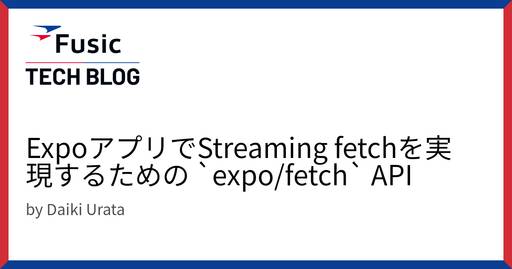 Fusic
TECH BLOG
ExpoアプリでStreaming fetchを実
現するための `expo/fetch` API
by Daiki Urata